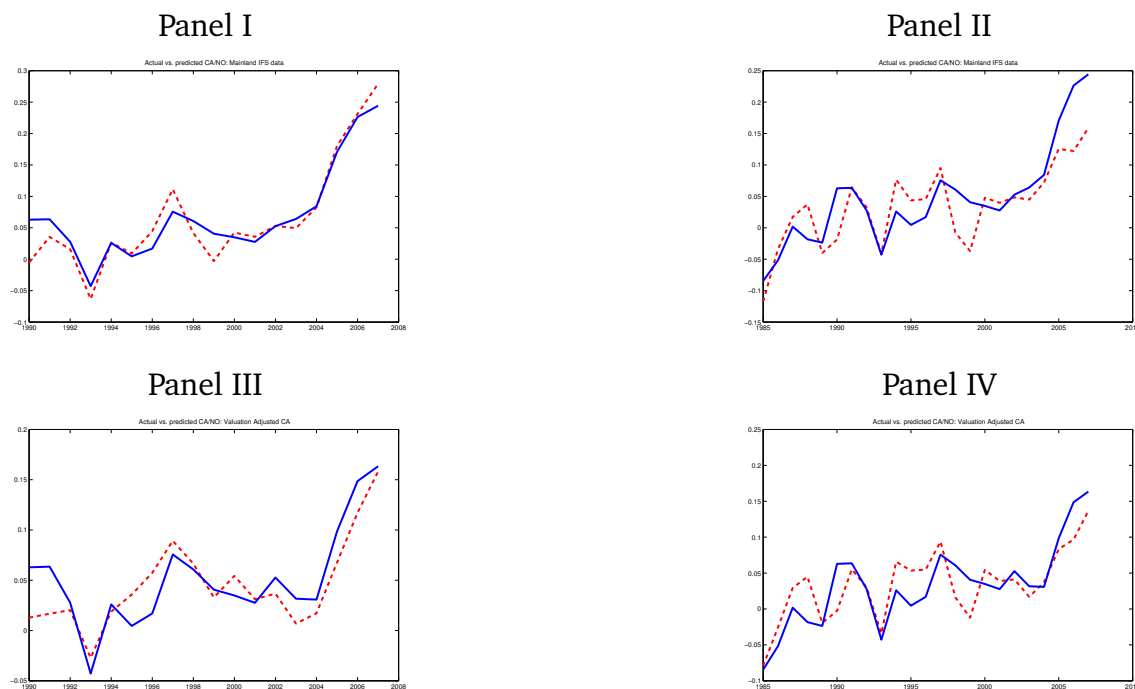 Panel I
Actual vs. predicted CA/NO: Mainland IFS data
0.3
0.25
0.2
0.15
0.1
0.05
0
−0.05
−0.1
1990 1992 1994 1996 1998 2000 2002 2004 2006 2008
Panel II
Actual vs. predicted CA/NO: Mainland IFS data
0.25
0.2
0.15
0.1
0.05
0
−0.05
−0.1
−0.15
1985 1990 1995 2000 2005 201
Panel III
Actual vs. predicted CA/NO: Valuation Adjusted CA
0.2
0.15
0.1
0.05
0
−0.05
1990 1992 1994 1996 1998 2000 2002 2004 2006 2008
Panel IV
Actual vs. predicted CA/NO: Valuation Adjusted CA
0.25
0.2
0.15
0.1
0.05
0
−0.05
−0.1
1985 1990 1995 2000 2005 201